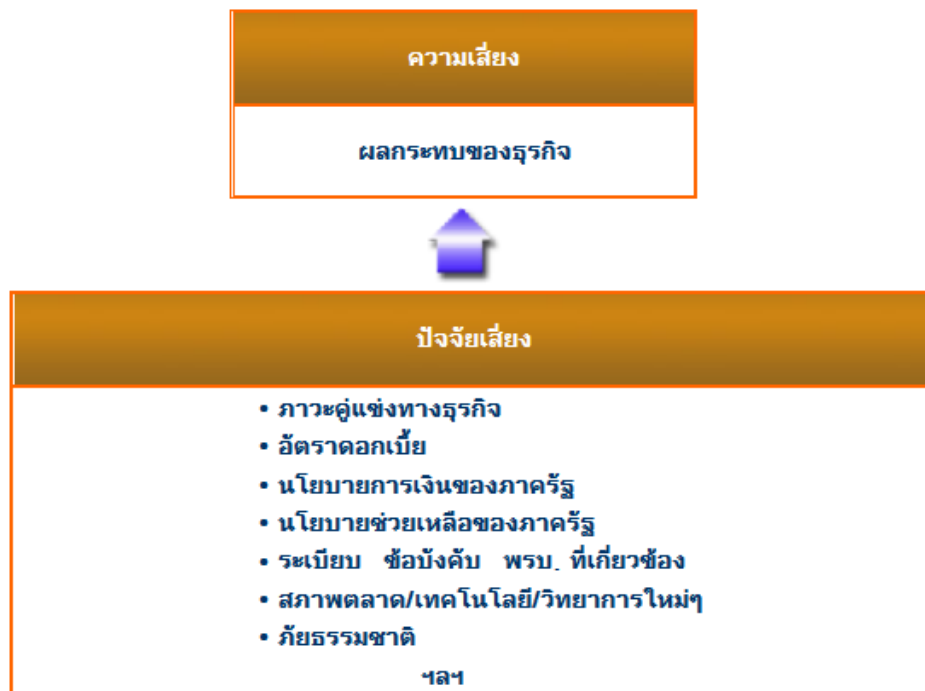 ความเสี่ยง
ผลกระทบของธุรกิจ
ปัจจัยเสี่ยง
• ภาวะคู่แข่งทางธุรกิจ
• อัตราดอกเบี้ย
• นโยบายการเงินของภาครัฐ
• นโยบายช่วยเหลือของภาครัฐ
• ระเบียบ ข้อบังคับ พรบ. ที่เกี่ยวข้อง
• สภาพตลาด/เทคโนโลยี/วิทยาการใหม่ๆ
• ภัยธรรมชาติ
ฯลฯ